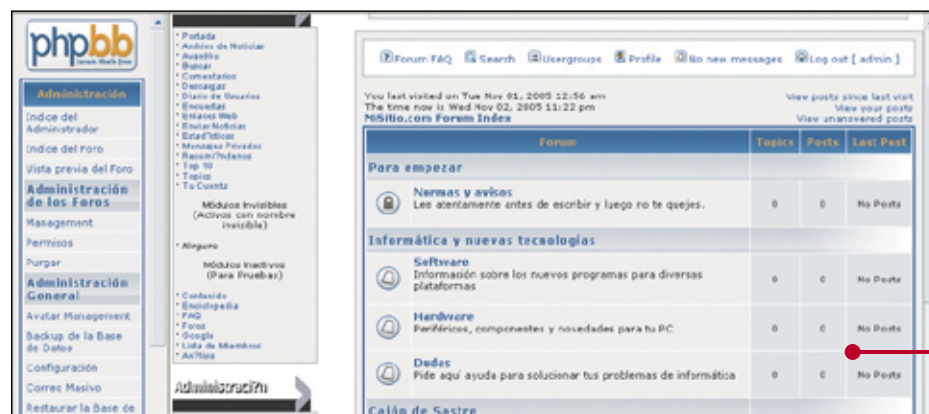 phpbb
Administración
Indice del
Administrador
Indice del Foro
Vista previa del Foro
Administración
de los Foros
Management
Permisos
Purgar
Administración
General
Avatar Management
Backup de la Base
de Datos
Configuración
Correo Masivo
Restaurar la Base de
* Portada
* Archivo de Noticias
* AvantGo
* Buscar
* Comentarios
* Descargas
* Diario de Usuarios
* Encuestas
* Enlaces Web
* Enviar Noticias
* Estad?sticas
* Mensajes Privados
* Recomi?ndanos
* Top 10
* Topics
* Tu Cuenta
Módulos Invisibles
(Activos con nombre
invisible)
* Ninguno
Módulos Inactivos
(Para Pruebas)
* Contenido
* Enciclopedia
* FAQ
* Foros
* Google
* Lista de Miembros
* An?lisis
Administraci?n
Forum FAQ Search Usergroups Profile No new messages Log out [ admin ]
You last visited on Tue Nov 01, 2005 12:56 am
The time now is Wed Nov 02, 2005 11:22 pm
MiSitio.com Forum Index
View posts since last visit
View your posts
View unanswered posts
Forum Topics Posts Last Post
Para empezar
Normas y avisos
Lee atentamente antes de escribir y luego no te quejes.
0 0 No Posts
Informática y nuevas tecnologías
Software
Información sobre los nuevos programas para diversas
plataformas
0 0 No Posts
Hardware
Periféricos, componentes y novedades para tu PC
0 0 No Posts
Dudas
Pide aquí ayuda para solucionar tus problemas de informática
0 0 No Posts
Cajón de Sastre